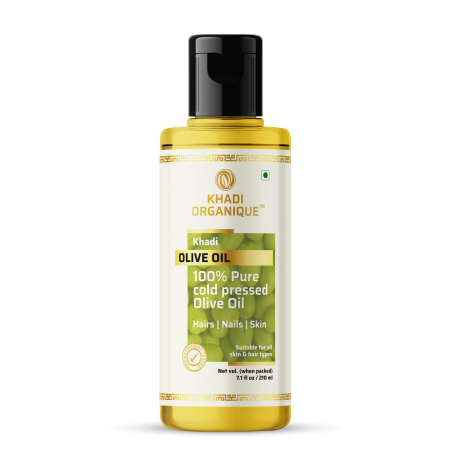 KHADI
ORGANIQUE™
Khadi
OLIVE OIL
100% Pure
cold pressed
Olive Oil
Hairs | Nails | Skin
Suitable for all
skin & hair types
Net vol. (when packed)
7.1 fl oz / 210 ml